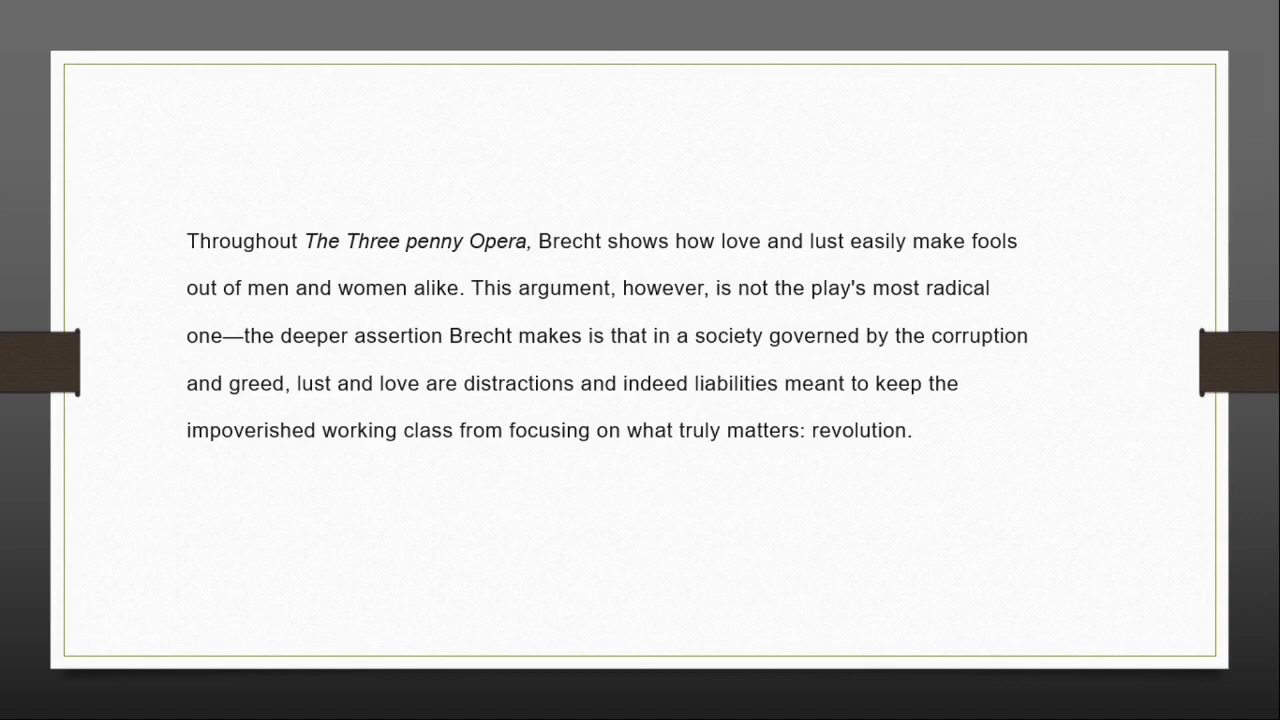 Throughout The Three penny Opera, Brecht shows how love and lust easily make fools
out of men and women alike. This argument, however, is not the play's most radical
one—the deeper assertion Brecht makes is that in a society governed by the corruption
and greed, lust and love are distractions and indeed liabilities meant to keep the
impoverished working class from focusing on what truly matters: revolution.